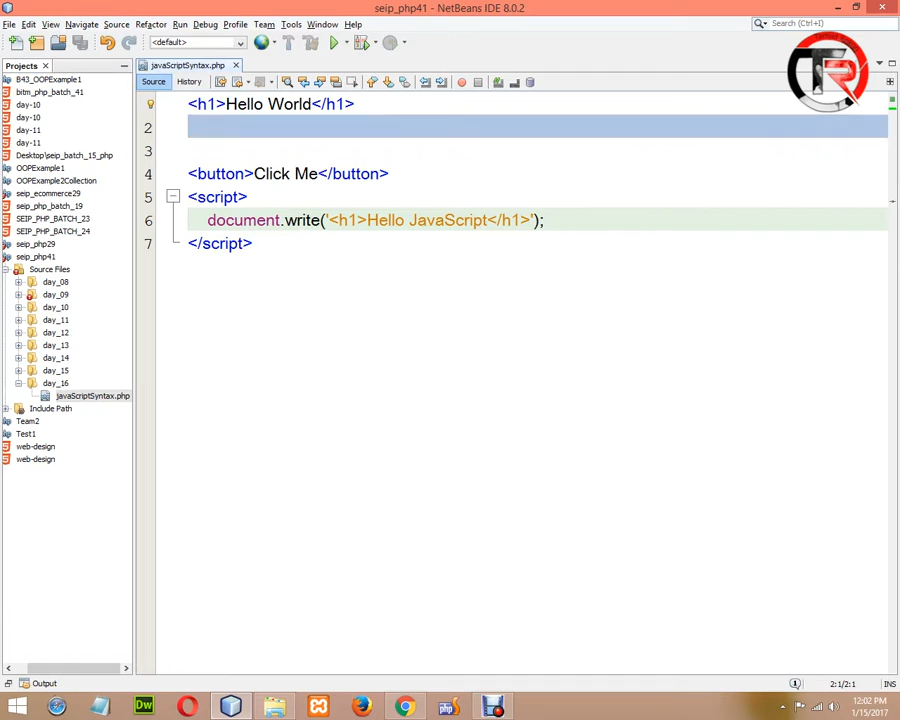 seip_php41 - NetBeans IDE 8.0.2
File Edit View Navigate Source Refactor Run Debug Profile Team Tools Window Help
Search (Ctrl+I)
<default>
Projects
javaScriptSyntax.php
Source History
B43_OOPExample1
bitm_php_batch_41
day-10
day-10
day-11
day-11
Desktop\seip_batch_15_php
OOPExample1
OOPExample2Collection
seip_ecommerce29
seip_php_batch_19
SEIP_PHP_BATCH_23
SEIP_PHP_BATCH_24
seip_php29
seip_php41
Source Files
day_08
day_09
day_10
day_11
day_12
day_13
day_14
day_15
day_16
javaScriptSyntax.php
Include Path
Team2
Test1
web-design
web-design
<h1>Hello World</h1>
2
3
4 <button>Click Me</button>
5 <script>
6 document.write('<h1>Hello JavaScript</h1>');
7 </script>
Output
2:1/2:1 INS
Dw
php
12:02 PM
1/15/2017